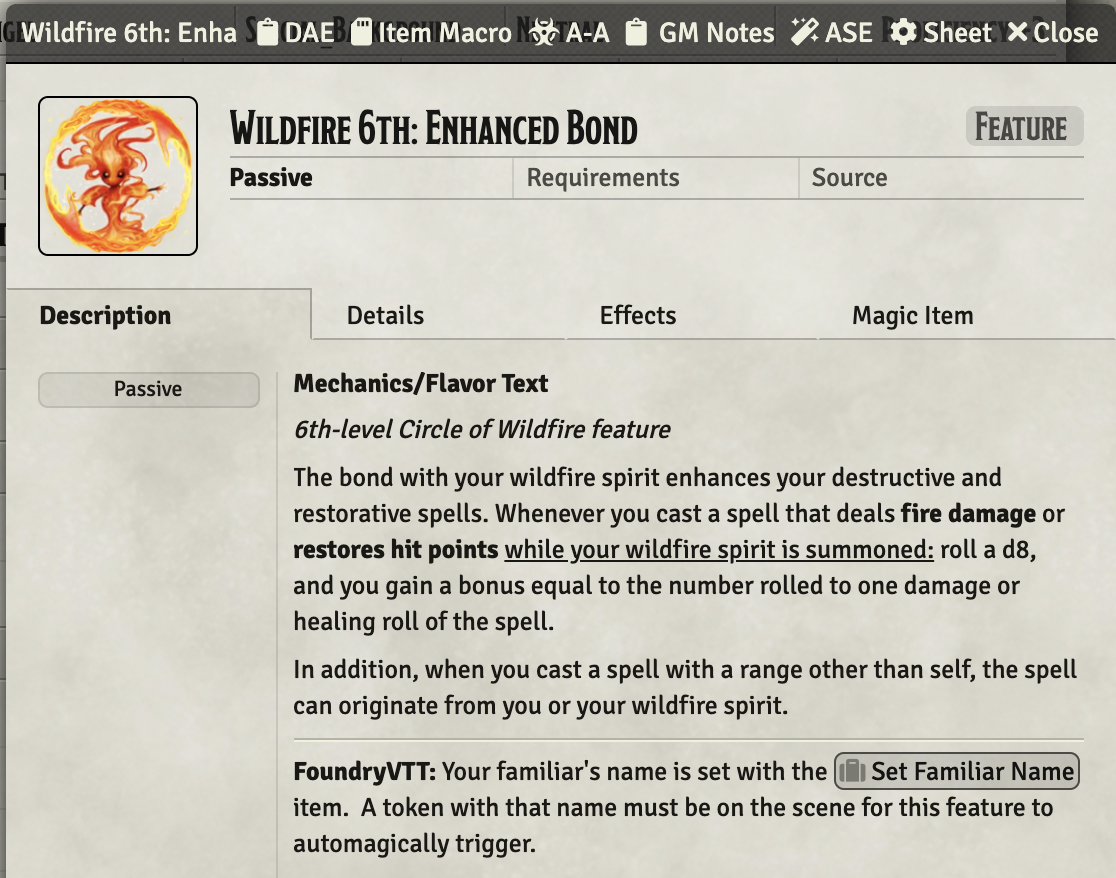 Wildfire 6th: Enha DAE Item Macro A-A GM Notes ASE Sheet Close
Wildfire 6th: Enhanced Bond
Feature
Passive Requirements Source
Description Details Effects Magic Item
Passive
Mechanics/Flavor Text
6th-level Circle of Wildfire feature
The bond with your wildfire spirit enhances your destructive and
restorative spells. Whenever you cast a spell that deals fire damage or
restores hit points while your wildfire spirit is summoned: roll a d8,
and you gain a bonus equal to the number rolled to one damage or
healing roll of the spell.
In addition, when you cast a spell with a range other than self, the spell
can originate from you or your wildfire spirit.
FoundryVTT: Your familiar's name is set with the Set Familiar Name
item. A token with that name must be on the scene for this feature to
automagically trigger.